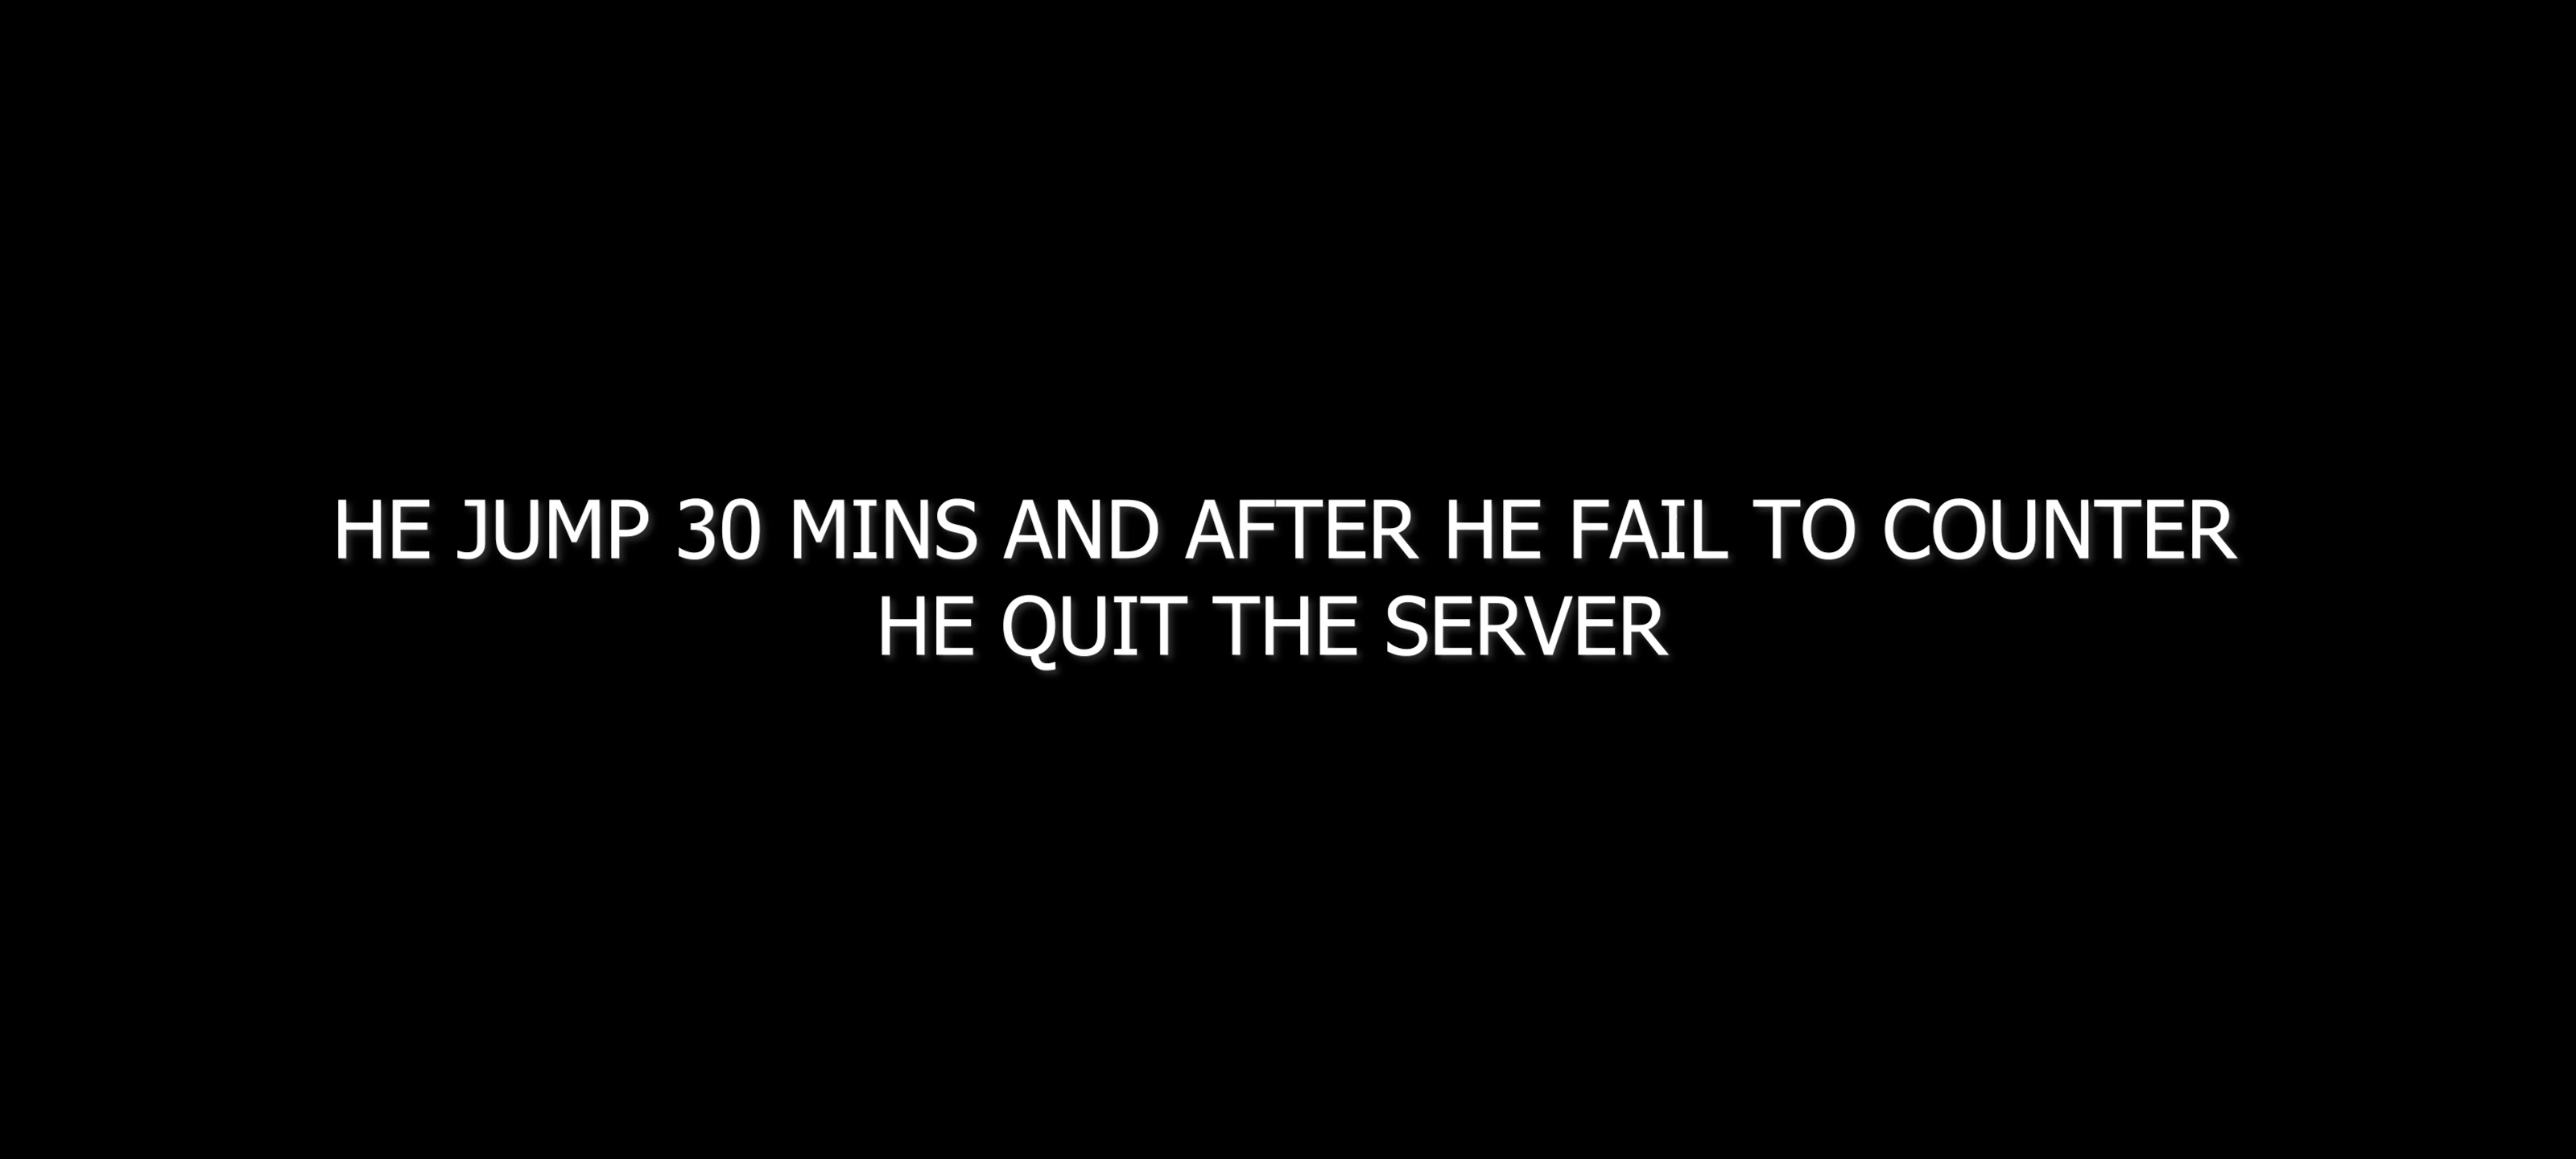 HE JUMP 30 MINS AND AFTER HE FAIL TO COUNTER
HE QUIT THE SERVER